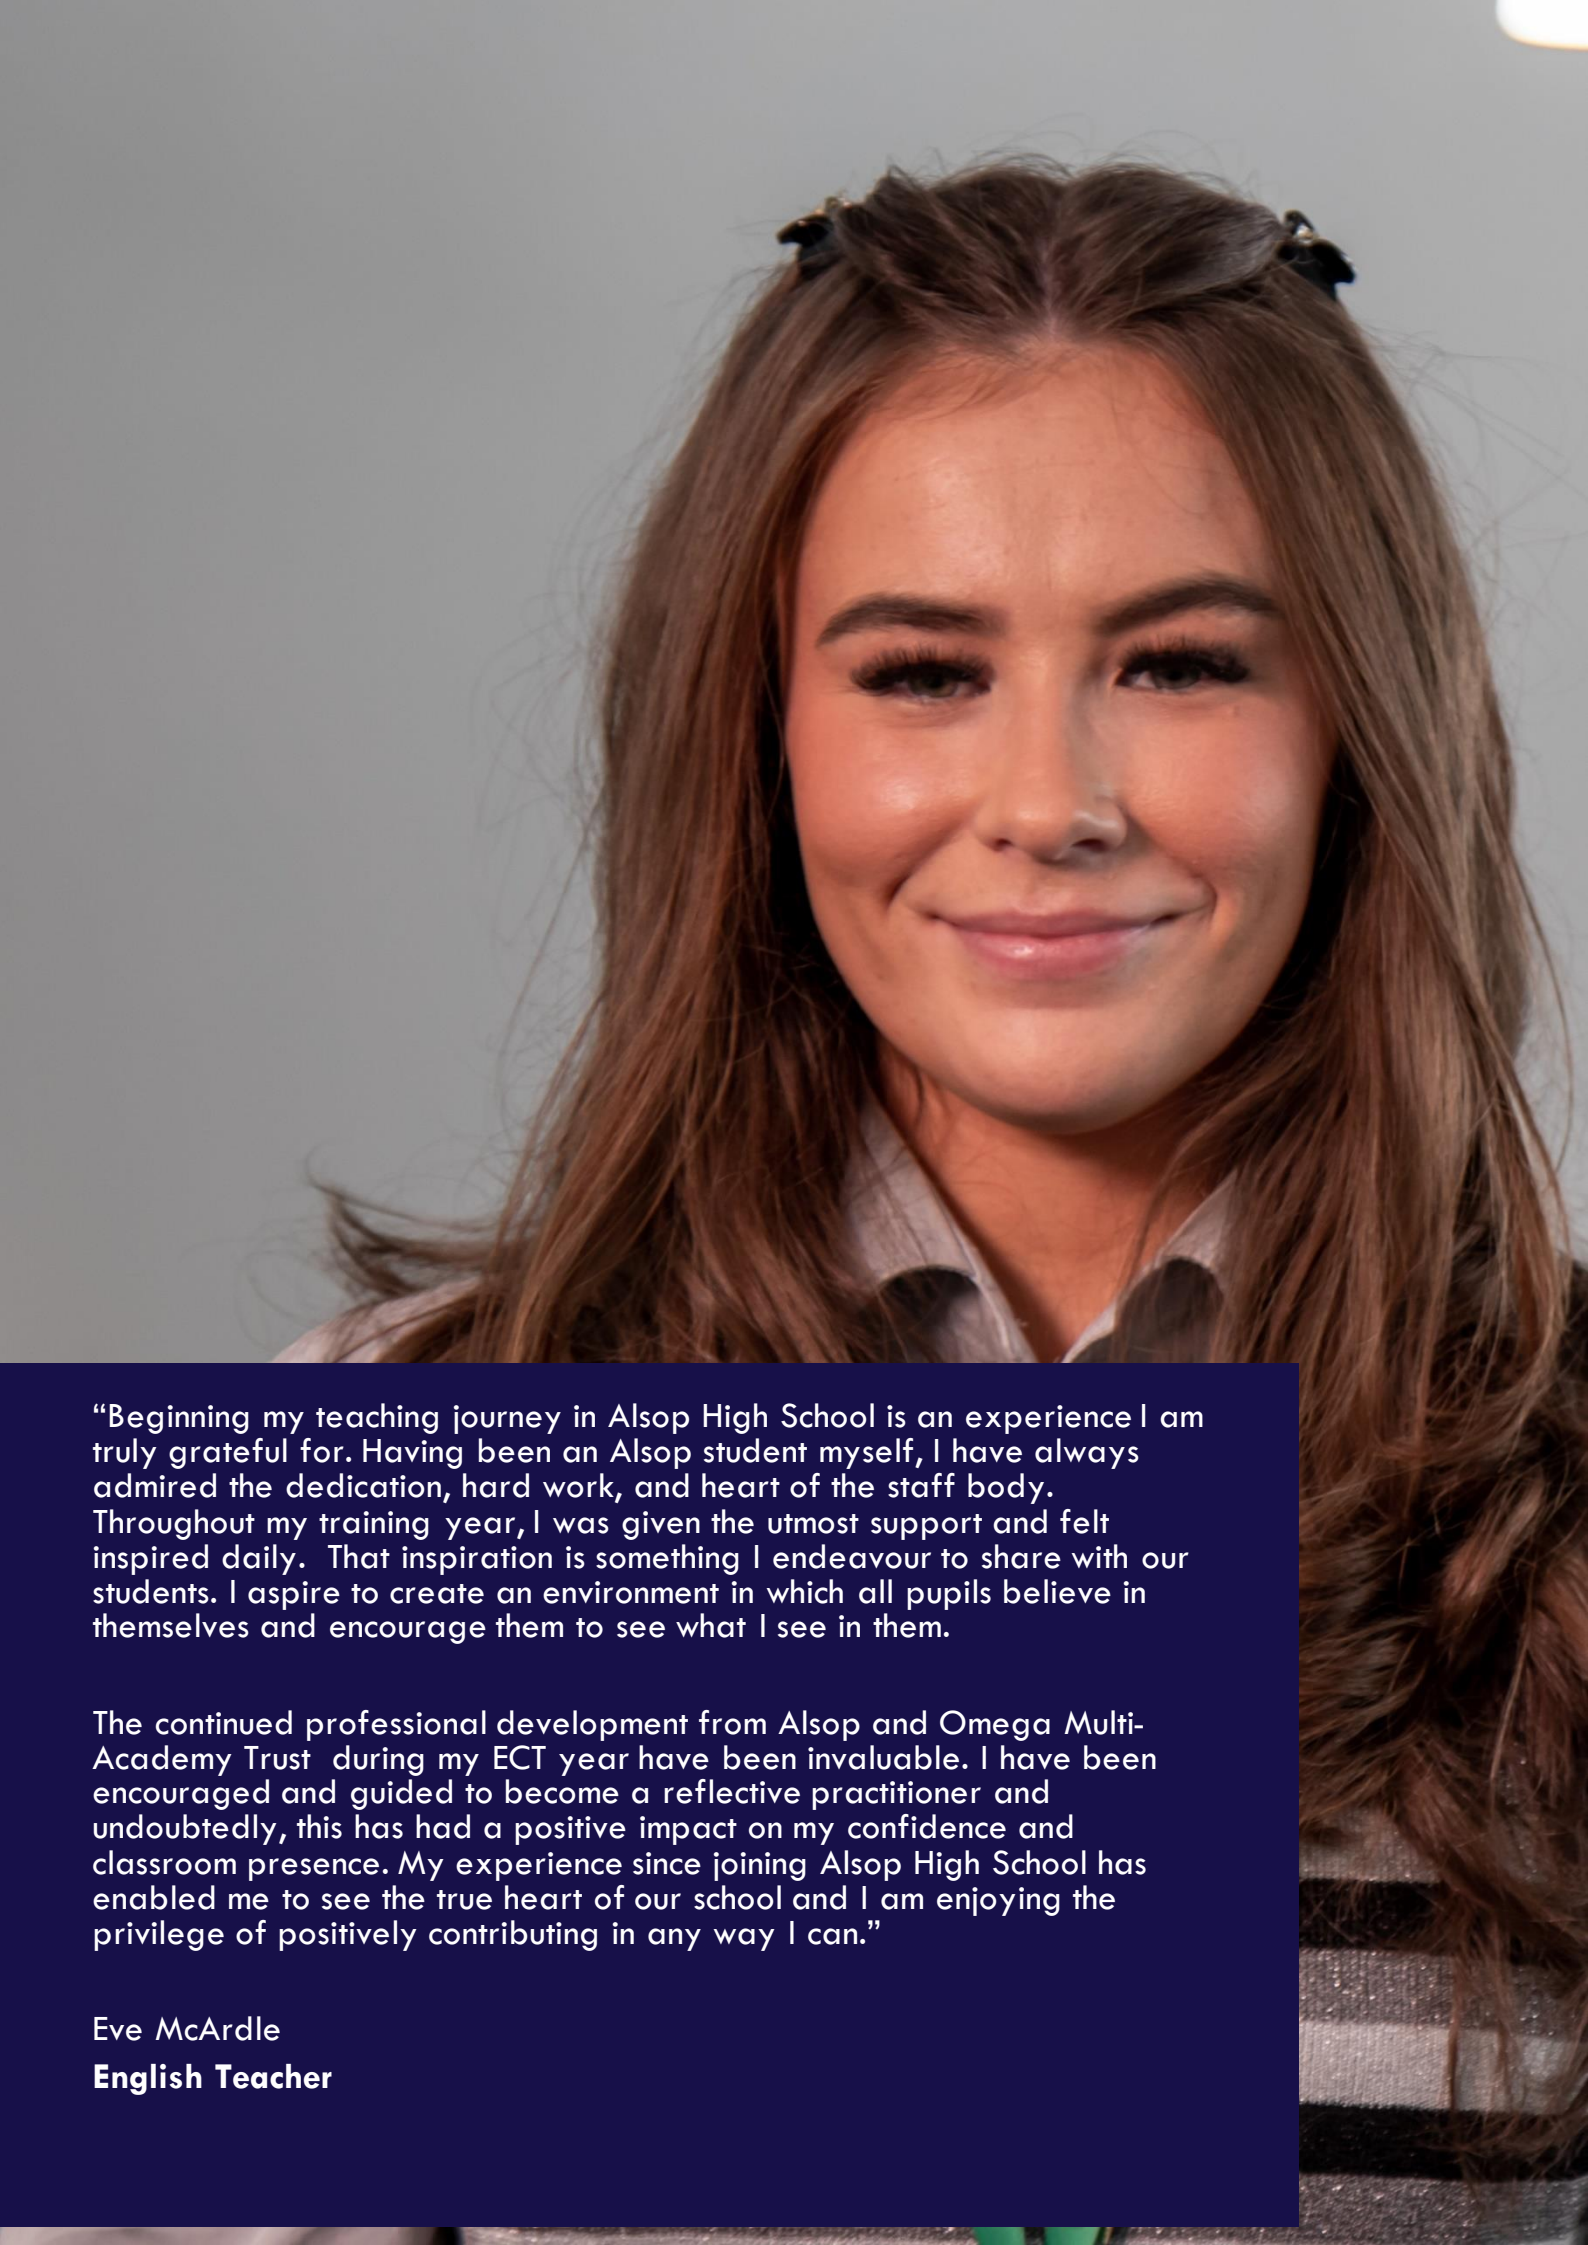 “Beginning my teaching journey in Alsop High School is an experience I am
truly grateful for. Having been an Alsop student myself, I have always
admired the dedication, hard work, and heart of the staff body.
Throughout my training year, I was given the utmost support and felt
inspired daily.  That inspiration is something I endeavour to share with our
students. I aspire to create an environment in which all pupils believe in
themselves and encourage them to see what I see in them.
The continued professional development from Alsop and Omega Multi-
Academy Trust  during my ECT year have been invaluable. I have been
encouraged and guided to become a reflective practitioner and
undoubtedly, this has had a positive impact on my confidence and
classroom presence. My experience since joining Alsop High School has
enabled me to see the true heart of our school and I am enjoying the
privilege of positively contributing in any way I can.”
Eve McArdle
English Teacher